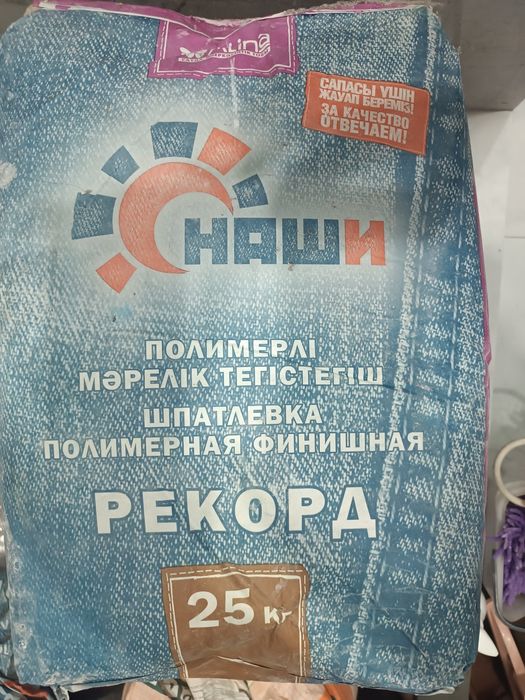 САПАСЫ ҮШІН
ЖАУАП БЕРЕМІЗ!
ЗА КАЧЕСТВО
ОТВЕЧАЕМ!
НАШИ
ПОЛИМЕРЛІ
МӘРЕЛІК ТЕГІСТЕГІШ
ШПАТЛЕВКА
ПОЛИМЕРНАЯ ФИНИШНАЯ
РЕКОРД
25 кг